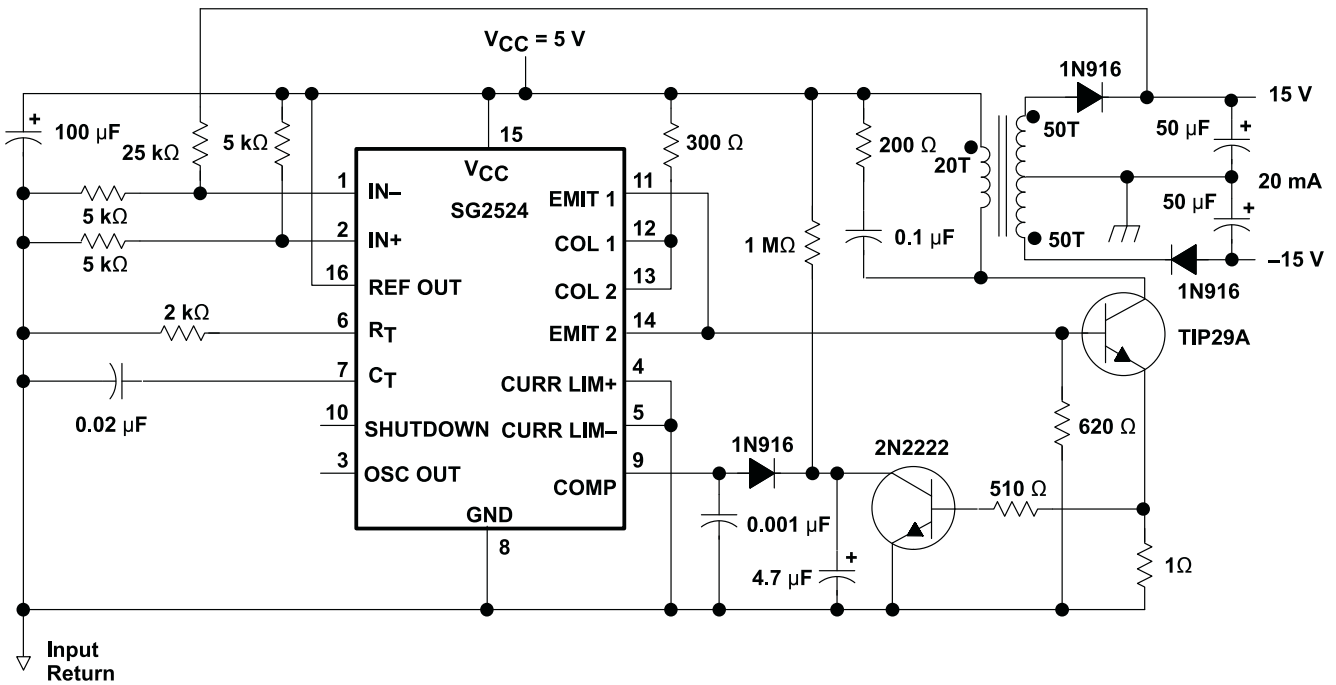 VCC = 5 V
1N916
15 V
+
100 µF
25 kΩ
5 kΩ
15
300 Ω
200 Ω
20T
50T
50 µF
+
VCC
SG2524
1
IN–
EMIT 1
11
5 kΩ
20 mA
2
IN+
COL 1
12
1 MΩ
0.1 µF
50T
50 µF
+
5 kΩ
–15 V
16
REF OUT
COL 2
13
1N916
2 kΩ
6
RT
EMIT 2
14
TIP29A
7
CT
CURR LIM+
4
0.02 µF
10
SHUTDOWN
CURR LIM–
5
620 Ω
3
OSC OUT
COMP
9
1N916
2N2222
510 Ω
GND
8
0.001 µF
4.7 µF
+
1Ω
Input
Return